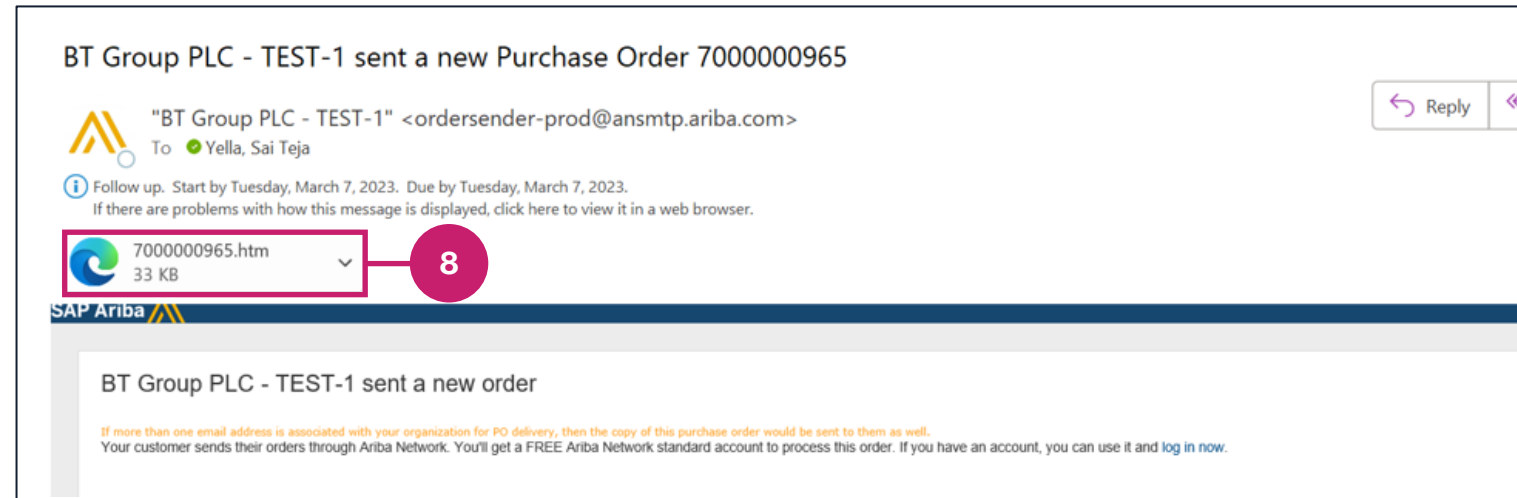 BT Group PLC - TEST-1 sent a new Purchase Order 7000000965
"BT Group PLC - TEST-1" <ordersender-prod@ansmtp.ariba.com>
Reply
To Yella, Sai Teja
Follow up. Start by Tuesday, March 7, 2023. Due by Tuesday, March 7, 2023.
If there are problems with how this message is displayed, click here to view it in a web browser.
7000000965.htm
33 KB
8
SAP Ariba
BT Group PLC - TEST-1 sent a new order
If more than one email address is associated with your organization for PO delivery, then the copy of this purchase order would be sent to them as well.
Your customer sends their orders through Ariba Network. You'll get a FREE Ariba Network standard account to process this order. If you have an account, you can use it and log in now.